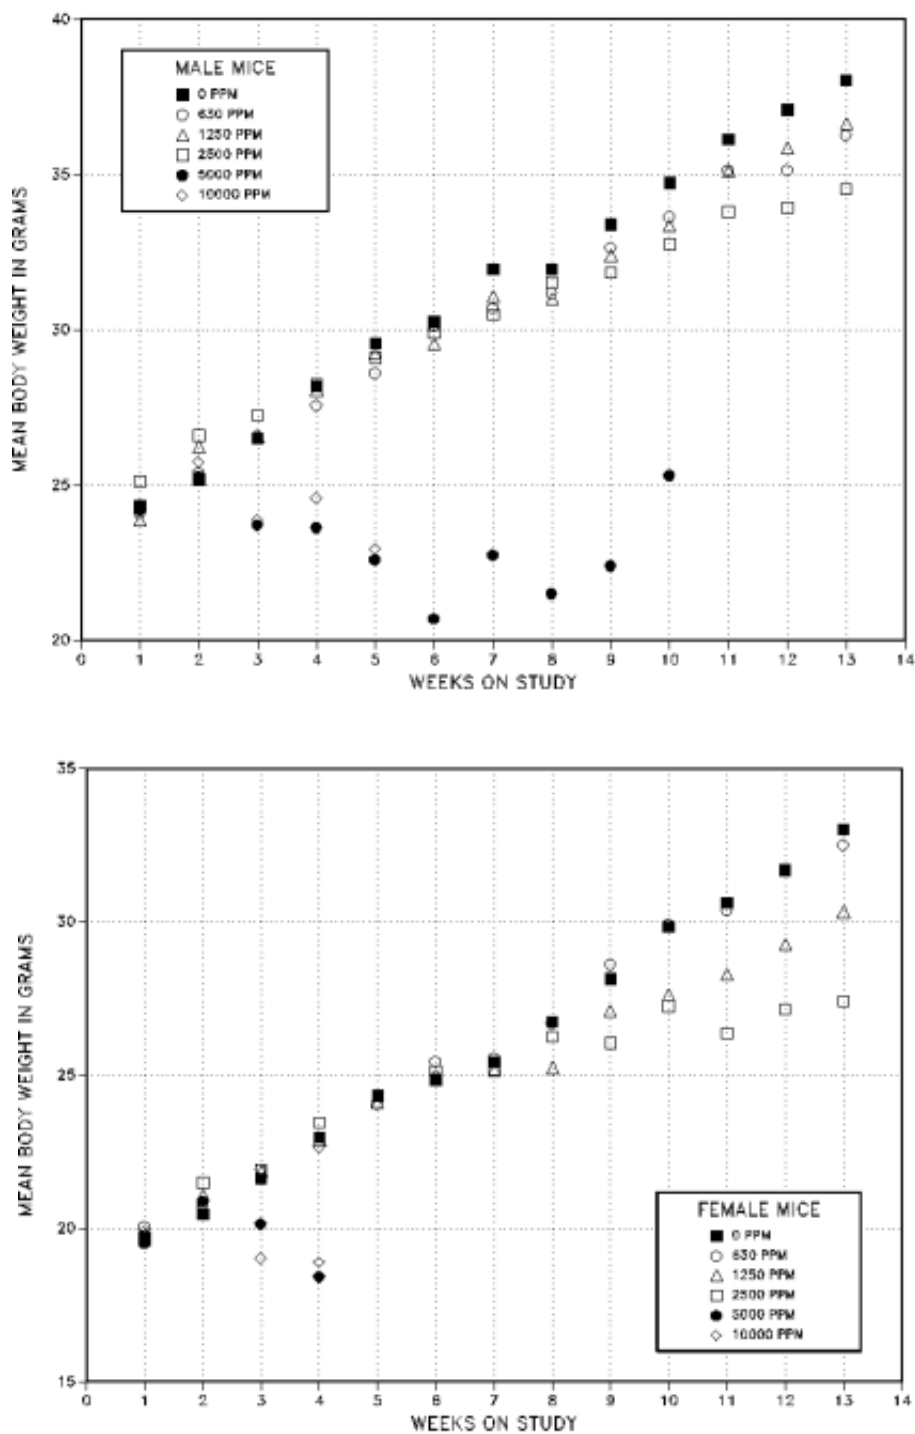 40
MALE MICE
0 PPM
630 PPM
1250 PPM
2500 PPM
5000 PPM
10000 PPM
35
30
25
20
MEAN BODY WEIGHT IN GRAMS
0 1 2 3 4 5 6 7 8 9 10 11 12 13 14
WEEKS ON STUDY
35
30
25
20
15
MEAN BODY WEIGHT IN GRAMS
FEMALE MICE
0 PPM
630 PPM
1250 PPM
2500 PPM
5000 PPM
10000 PPM
0 1 2 3 4 5 6 7 8 9 10 11 12 13 14
WEEKS ON STUDY